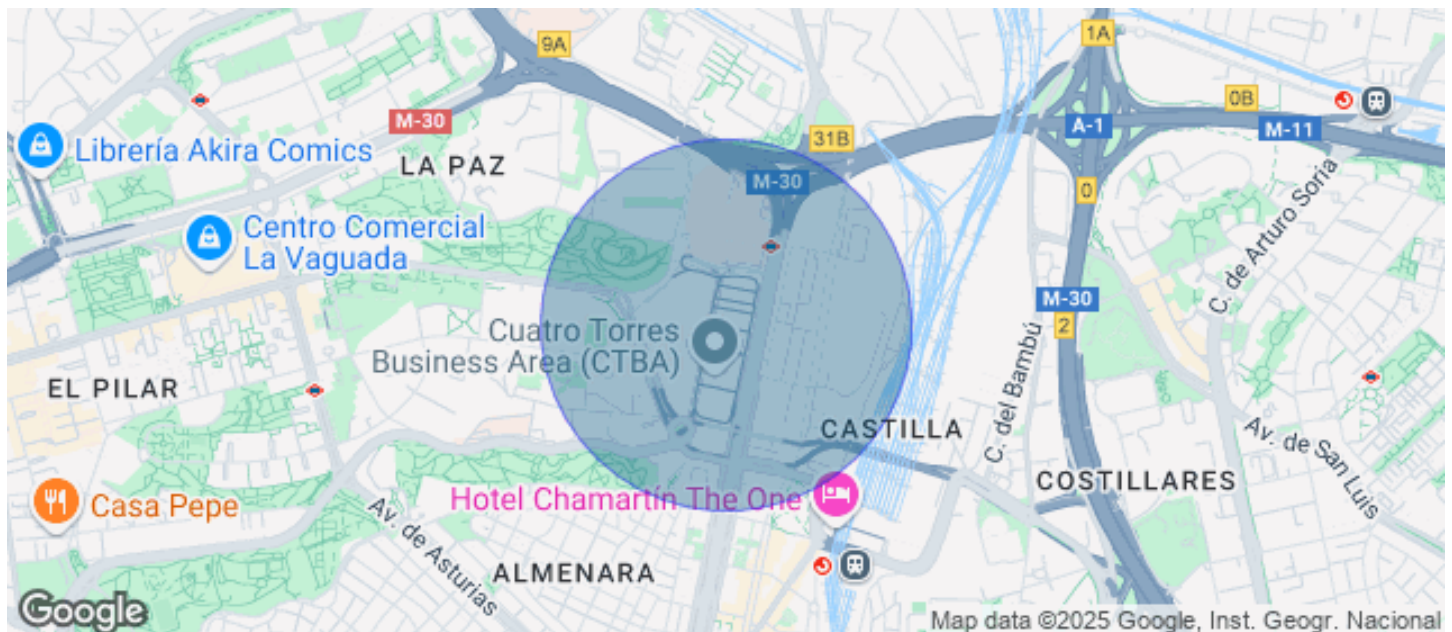 9A
1A
0B
M-30
31B
A-1
M-11
Librería Akira Comics
LA PAZ
M-30
0
C. de Arturo Soria
Centro Comercial
La Vaguada
M-30
2
Cuatro Torres
Business Area (CTBA)
EL PILAR
C. del Bambú
CASTILLA
Av. de San Luis
COSTILLARES
Hotel Chamartín The One
Casa Pepe
Av. de Asturias
ALMENARA
Google
Map data ©2025 Google, Inst. Geogr. Nacional